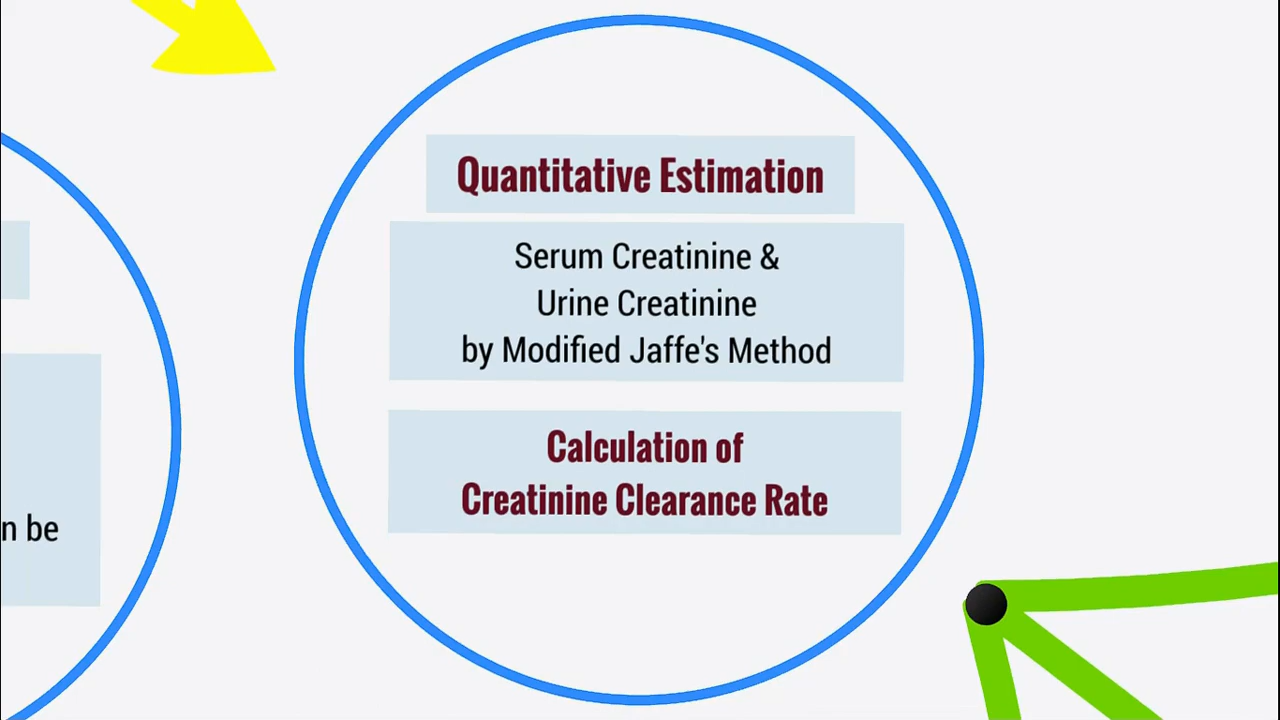 Quantitative Estimation
Serum Creatinine &
Urine Creatinine
by Modified Jaffe's Method
Calculation of
Creatinine Clearance Rate
be